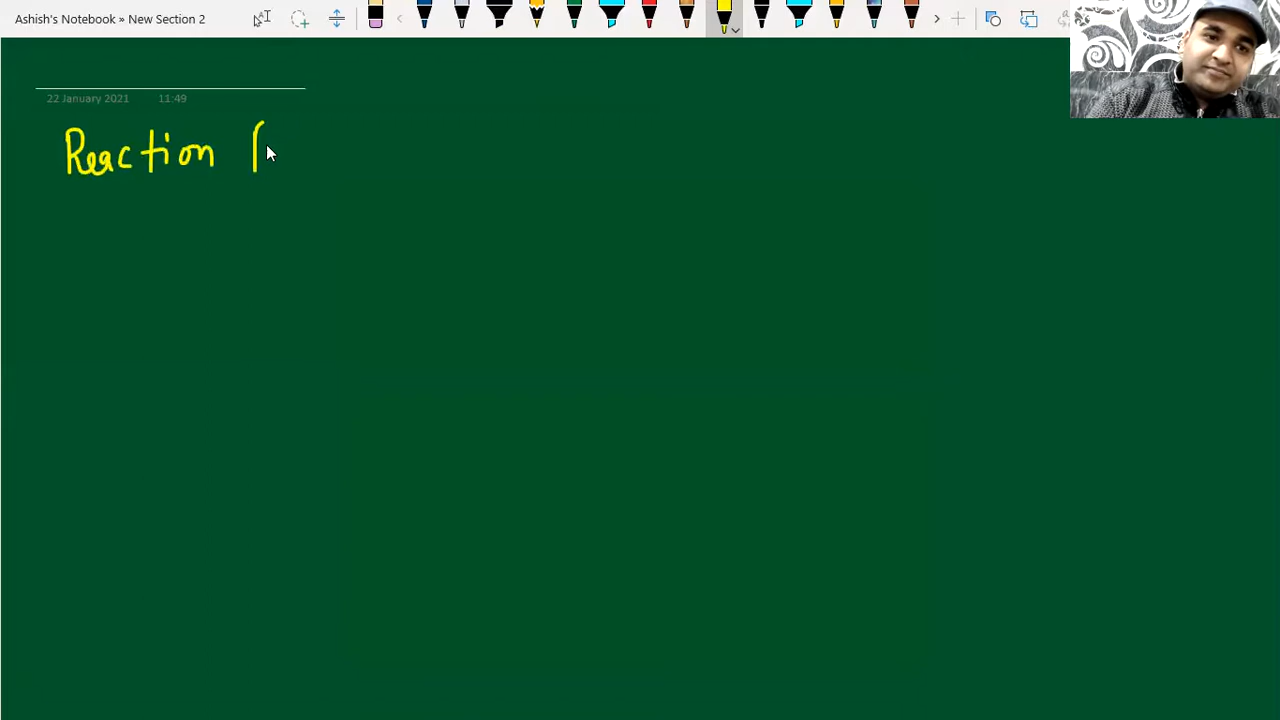 Ashish's Notebook » New Section 2
22 January 2021 11:49
Reaction